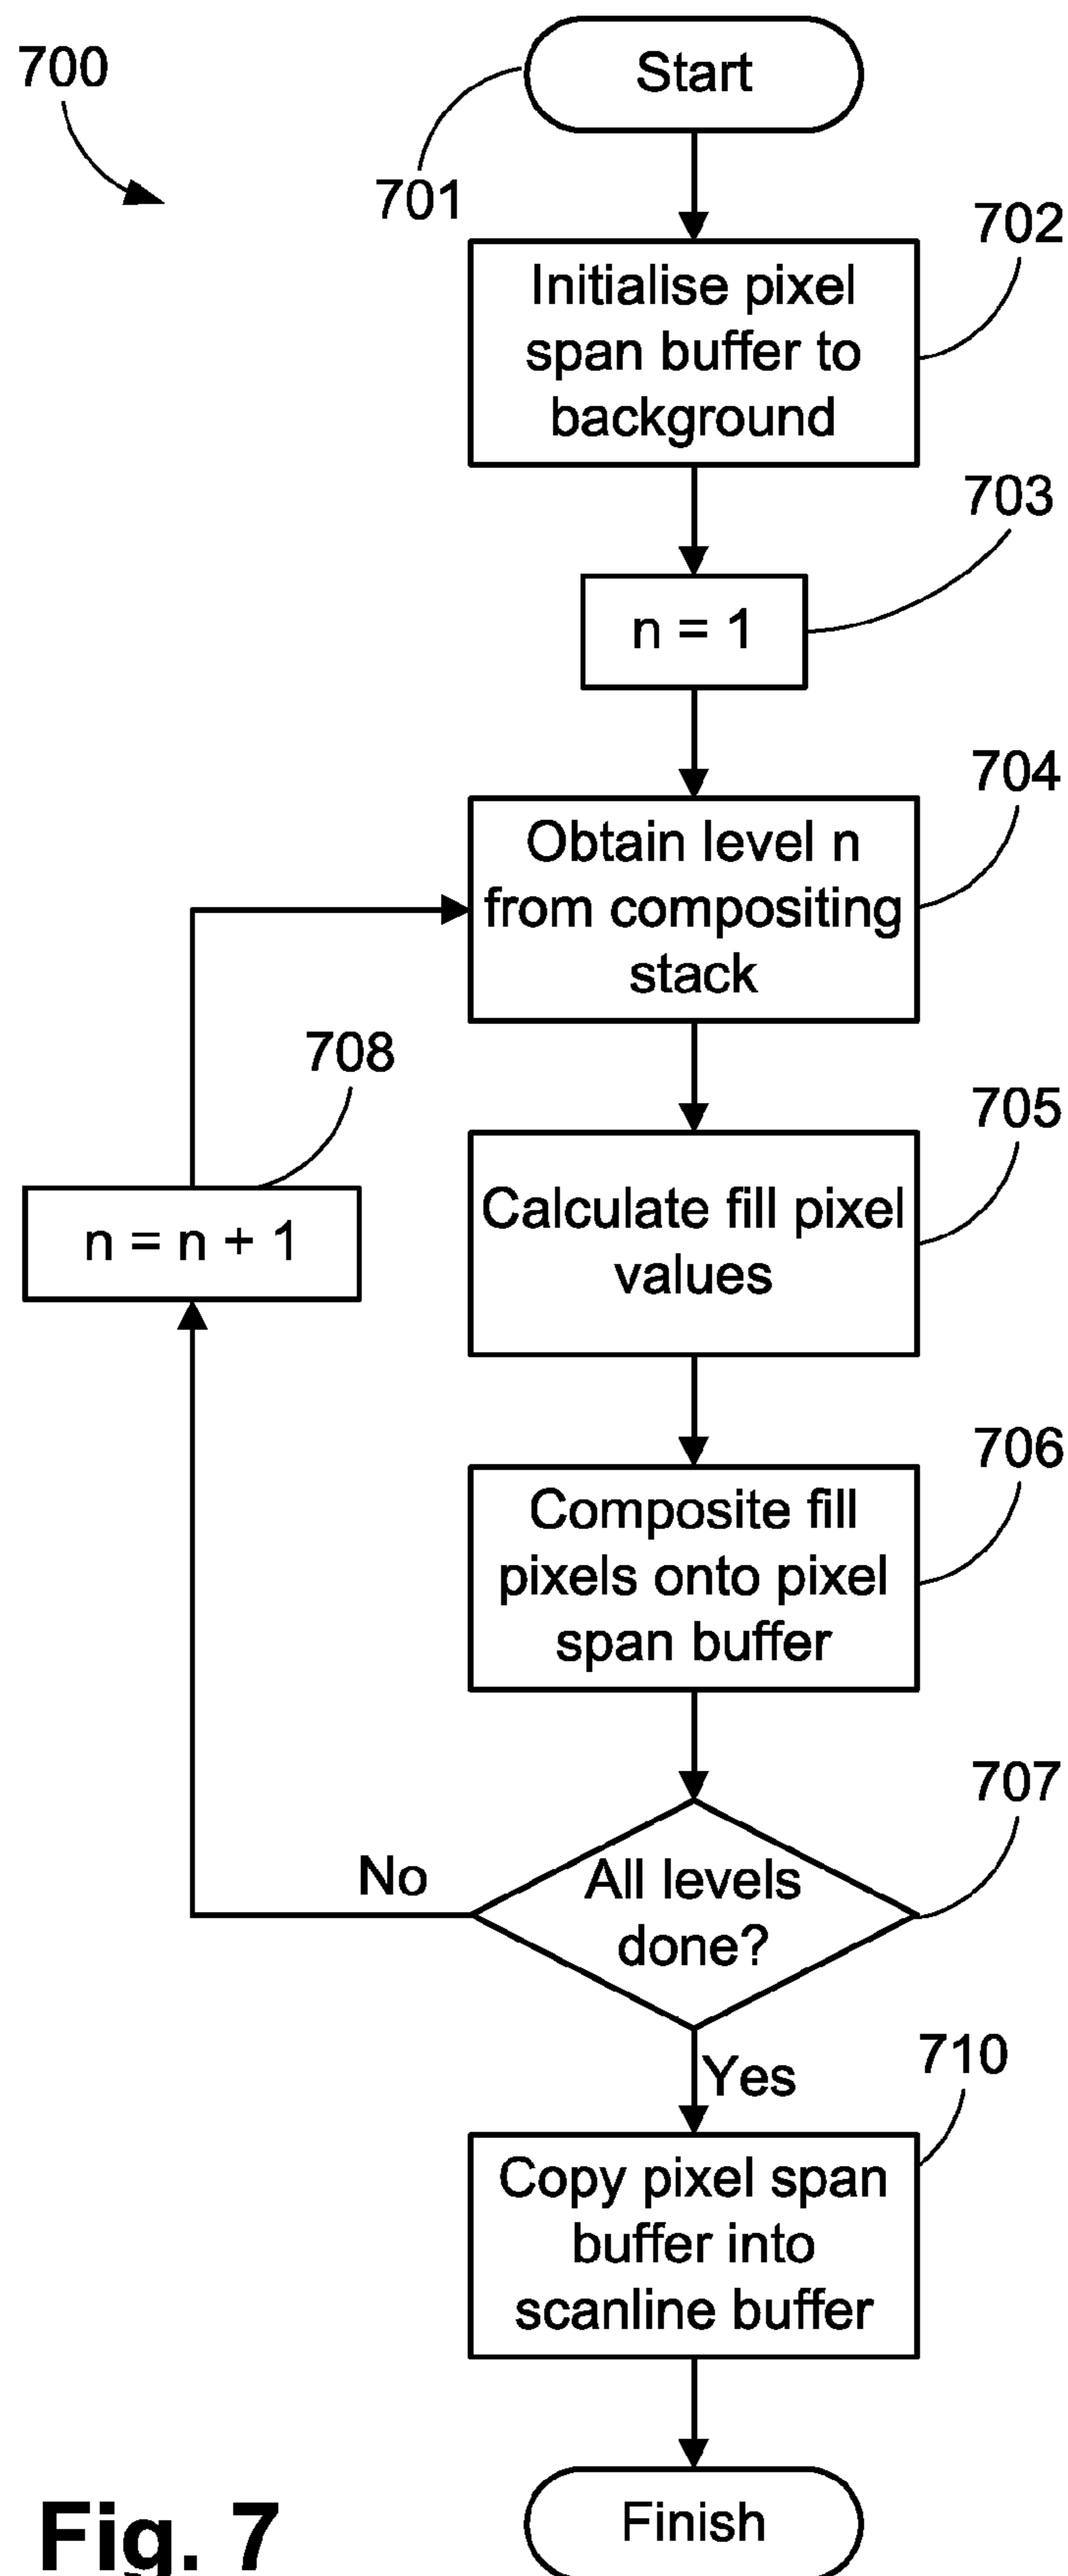 700
Start
701
702
Initialise pixel
span buffer to
background
703
n = 1
704
Obtain level n
from compositing
stack
708
705
n = n + 1
Calculate fill pixel
values
706
Composite fill
pixels onto pixel
span buffer
707
No
All levels
done?
710
Yes
Copy pixel span
buffer into
scanline buffer
Fig. 7
Finish